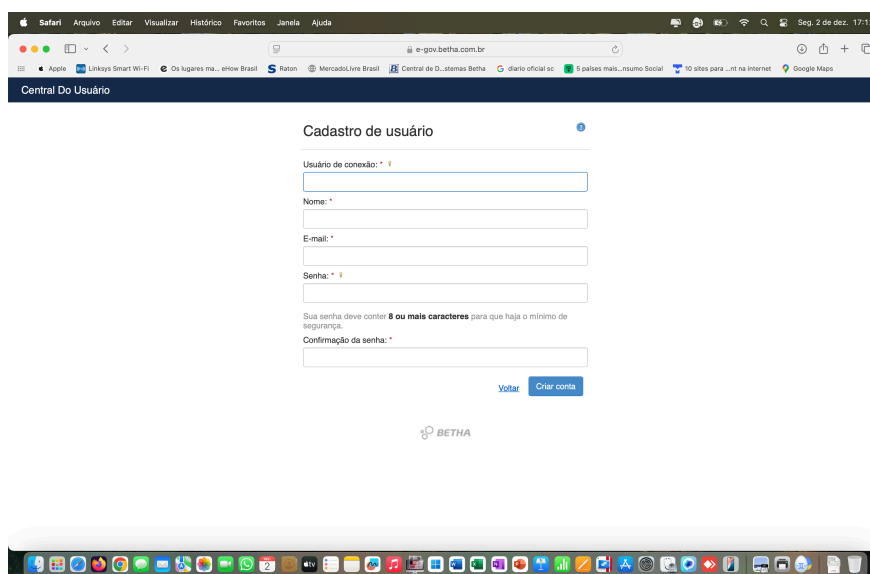 Safari Arquivo Editar Visualizar Histórico Favoritos Janela Ajuda Seg. 2 de dez. 17:1
e-gov.betha.com.br
Apple Linksys Smart Wi-Fi Os lugares ma... eHow Brasil Raton MercadoLivre Brasil Central de D...stemas Betha diario oficial sc 5 países mais...nsumo Social 10 sites para ...nt na internet Google Maps
Central Do Usuário
Cadastro de usuário
Usuário de conexão: *
Nome: *
E-mail: *
Senha: *
Sua senha deve conter 8 ou mais caracteres para que haja o mínimo de
segurança.
Confirmação da senha: *
Voltar Criar conta
BETHA
tv